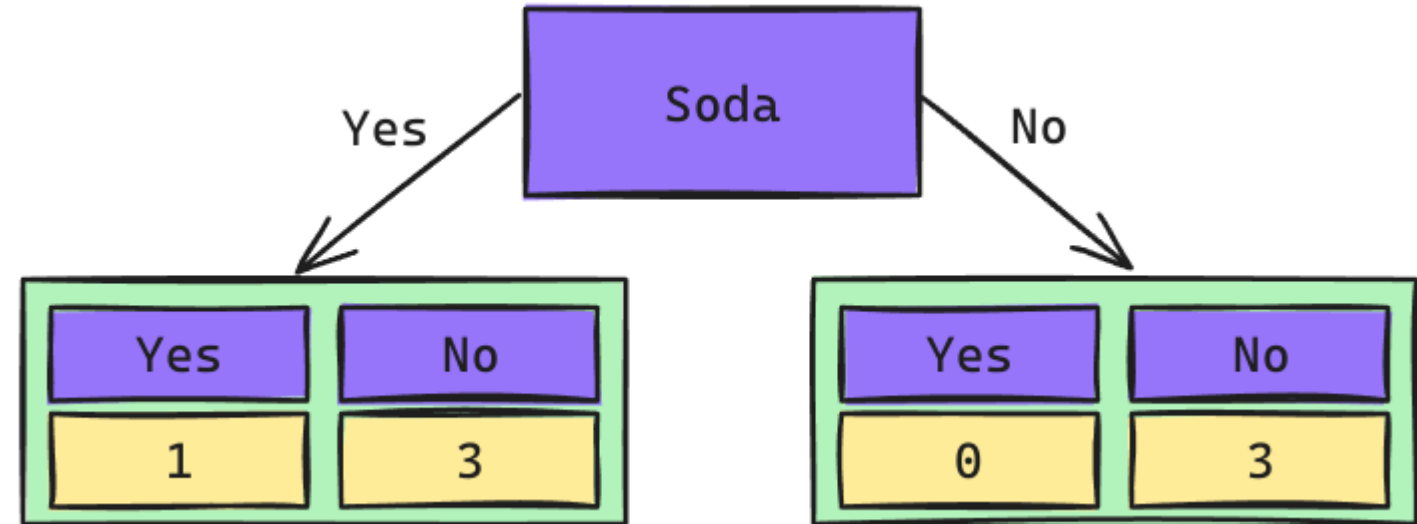 Soda
Yes
No
Yes No
Yes No
1 3
0 3